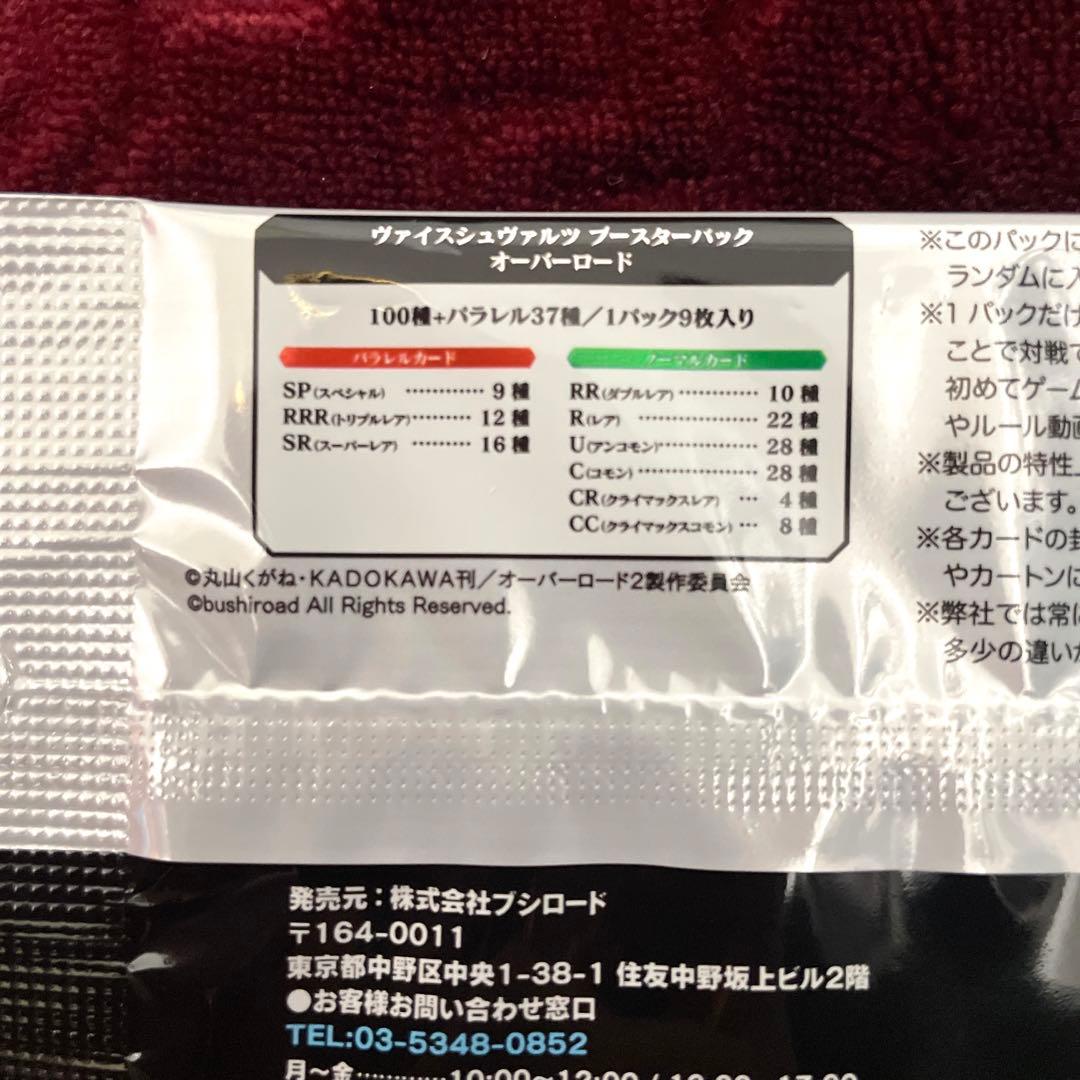 ヴァイスシュヴァルツ ブースターパック
オーバーロード
100種+パラレル37種／1パック9枚入り
パラレルカード
SP(スペシャル) ············ 9 種
RRR(トリプルレア) ········ 12 種
SR(スーパーレア) ········· 16 種
ノーマルカード
RR(ダブルレア) ············ 10 種
R(レア) ·················· 22 種
U(アンコモン) ·············· 28 種
C(コモン) ················ 28 種
CR(クライマックスレア) ··· 4 種
CC(クライマックスコモン) ··· 8 種
©丸山くがね・KADOKAWA刊／オーバーロード2製作委員会
©bushiroad All Rights Reserved.
※このパックに
ランダムに入
※1 パックだけ
ことで対戦で
初めてゲーム
やルール動画
※製品の特性上
ございます。
※各カードの封
やカートンに
※弊社では常に
多少の違いが
発売元：株式会社ブシロード
〒164-0011
東京都中野区中央1-38-1 住友中野坂上ビル2階
●お客様お問い合わせ窓口
TEL:03-5348-0852
月〜金············10:00〜12:00 /